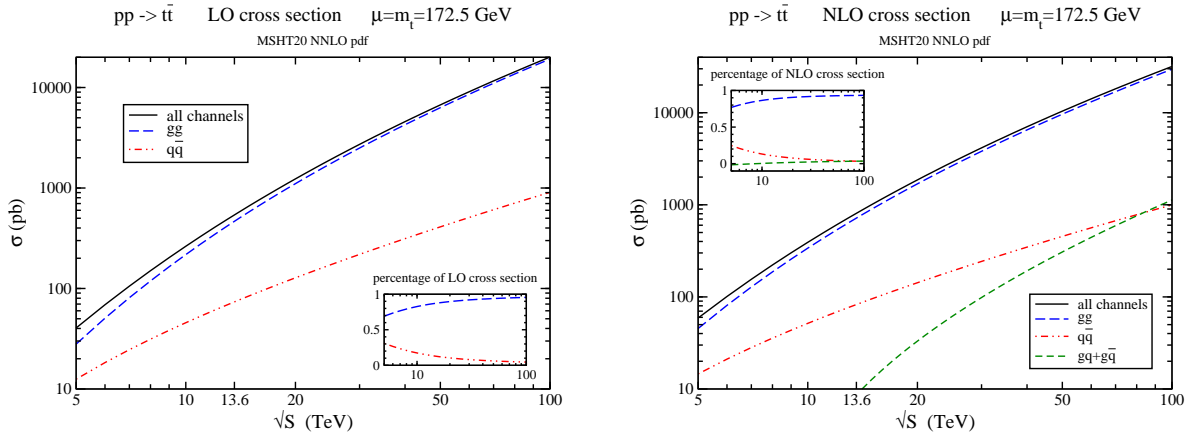 pp -> tt̄ LO cross section μ=mt=172.5 GeV
MSHT20 NNLO pdf
10000
1000
100
10
σ (pb)
all channels
gg
qq̄
percentage of LO cross section
1
0.5
0
10
100
5
10
13.6
20
50
100
√S (TeV)
pp -> tt̄ NLO cross section μ=mt=172.5 GeV
MSHT20 NNLO pdf
10000
1000
100
10
σ (pb)
percentage of NLO cross section
1
0.5
0
10
100
all channels
gg
qq̄
gq+gq̄
5
10
13.6
20
50
100
√S (TeV)